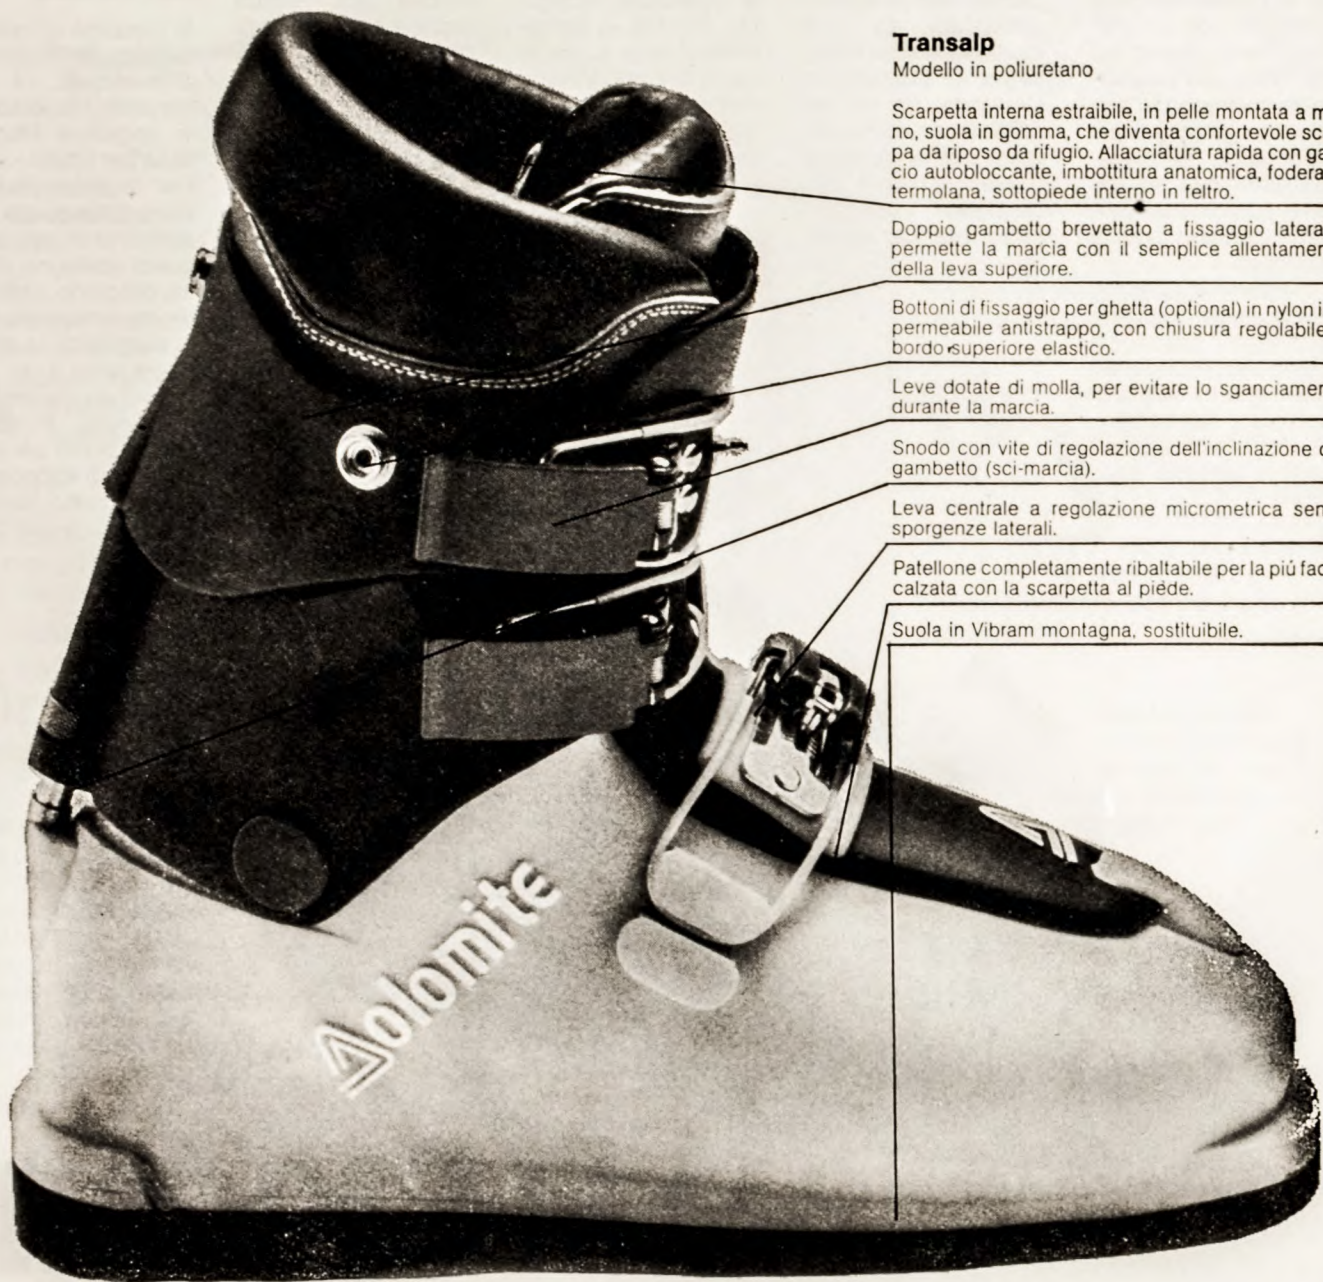 Transalp
Modello in poliuretano
Scarpetta interna estraibile, in pelle montata a m
no, suola in gomma, che diventa confortevole sc
pa da riposo da rifugio. Allacciatura rapida con ga
cio autobloccante, imbottitura anatomica, fodera
termolana, sottopiede interno in feltro.
Doppio gambetto brevettato a fissaggio latera
permette la marcia con il semplice allentamer
della leva superiore.
Bottoni di fissaggio per ghetta (optional) in nylon i
permeabile antistrappo, con chiusura regolabile
bordo superiore elastico.
Leve dotate di molla, per evitare lo sganciamer
durante la marcia.
Snodo con vite di regolazione dell'inclinazione d
gambetto (sci-marcia).
Leva centrale a regolazione micrometrica sen
sporgenze laterali.
Patellone completamente ribaltabile per la piú fac
calzata con la scarpetta al piede.
Suola in Vibram montagna, sostituibile.
Dolomite